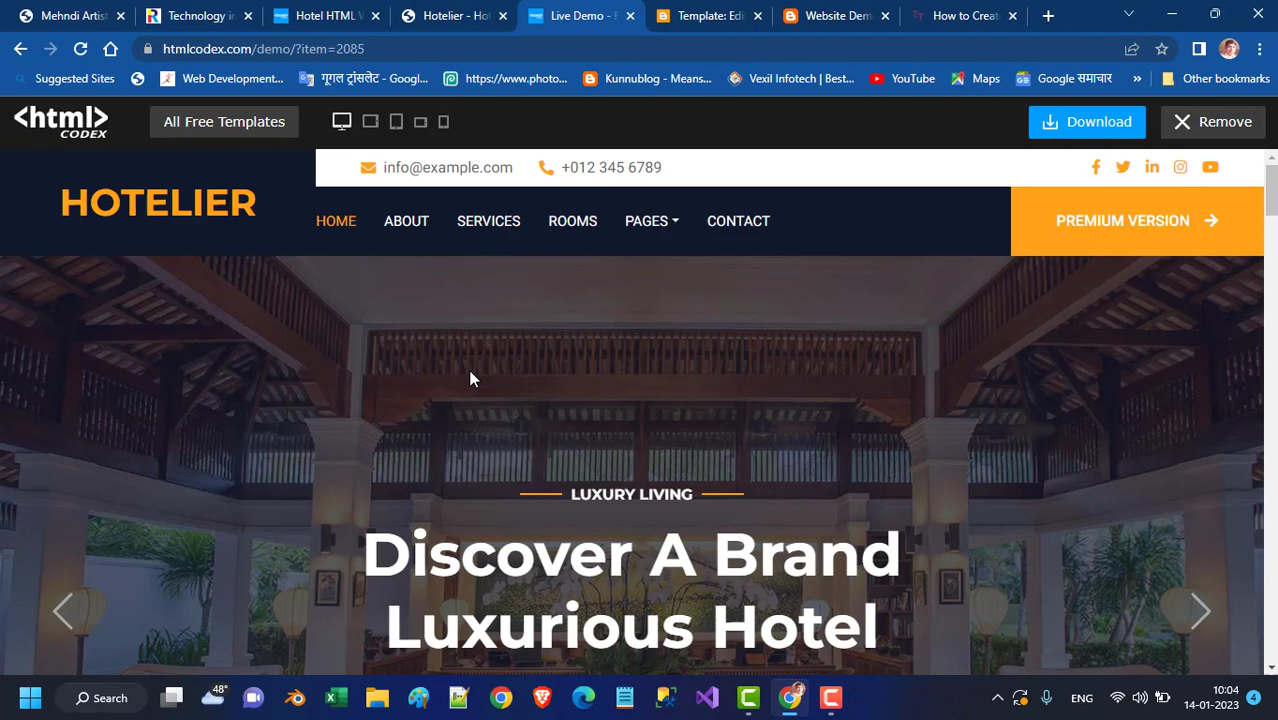 Mehndi Artis
Technology in
Hotel HTML W
Hotelier - Hot
Live Demo - F
Template: Edi
Website Dem
How to Creat
htmlcodex.com/demo/?item=2085
Suggested Sites
Web Development...
गूगल ट्रांसलेट - Googl...
https://www.photo...
Kunnublog - Means...
Vexil Infotech | Best...
YouTube
Maps
Google समाचार
»
Other bookmarks
<html>
CODEX
All Free Templates
Download
Remove
HOTELIER
info@example.com
+012 345 6789
HOME
ABOUT
SERVICES
ROOMS
PAGES
CONTACT
PREMIUM VERSION
LUXURY LIVING
Discover A Brand
Luxurious Hotel
Search
48°
ENG
10:04
14-01-2023
4